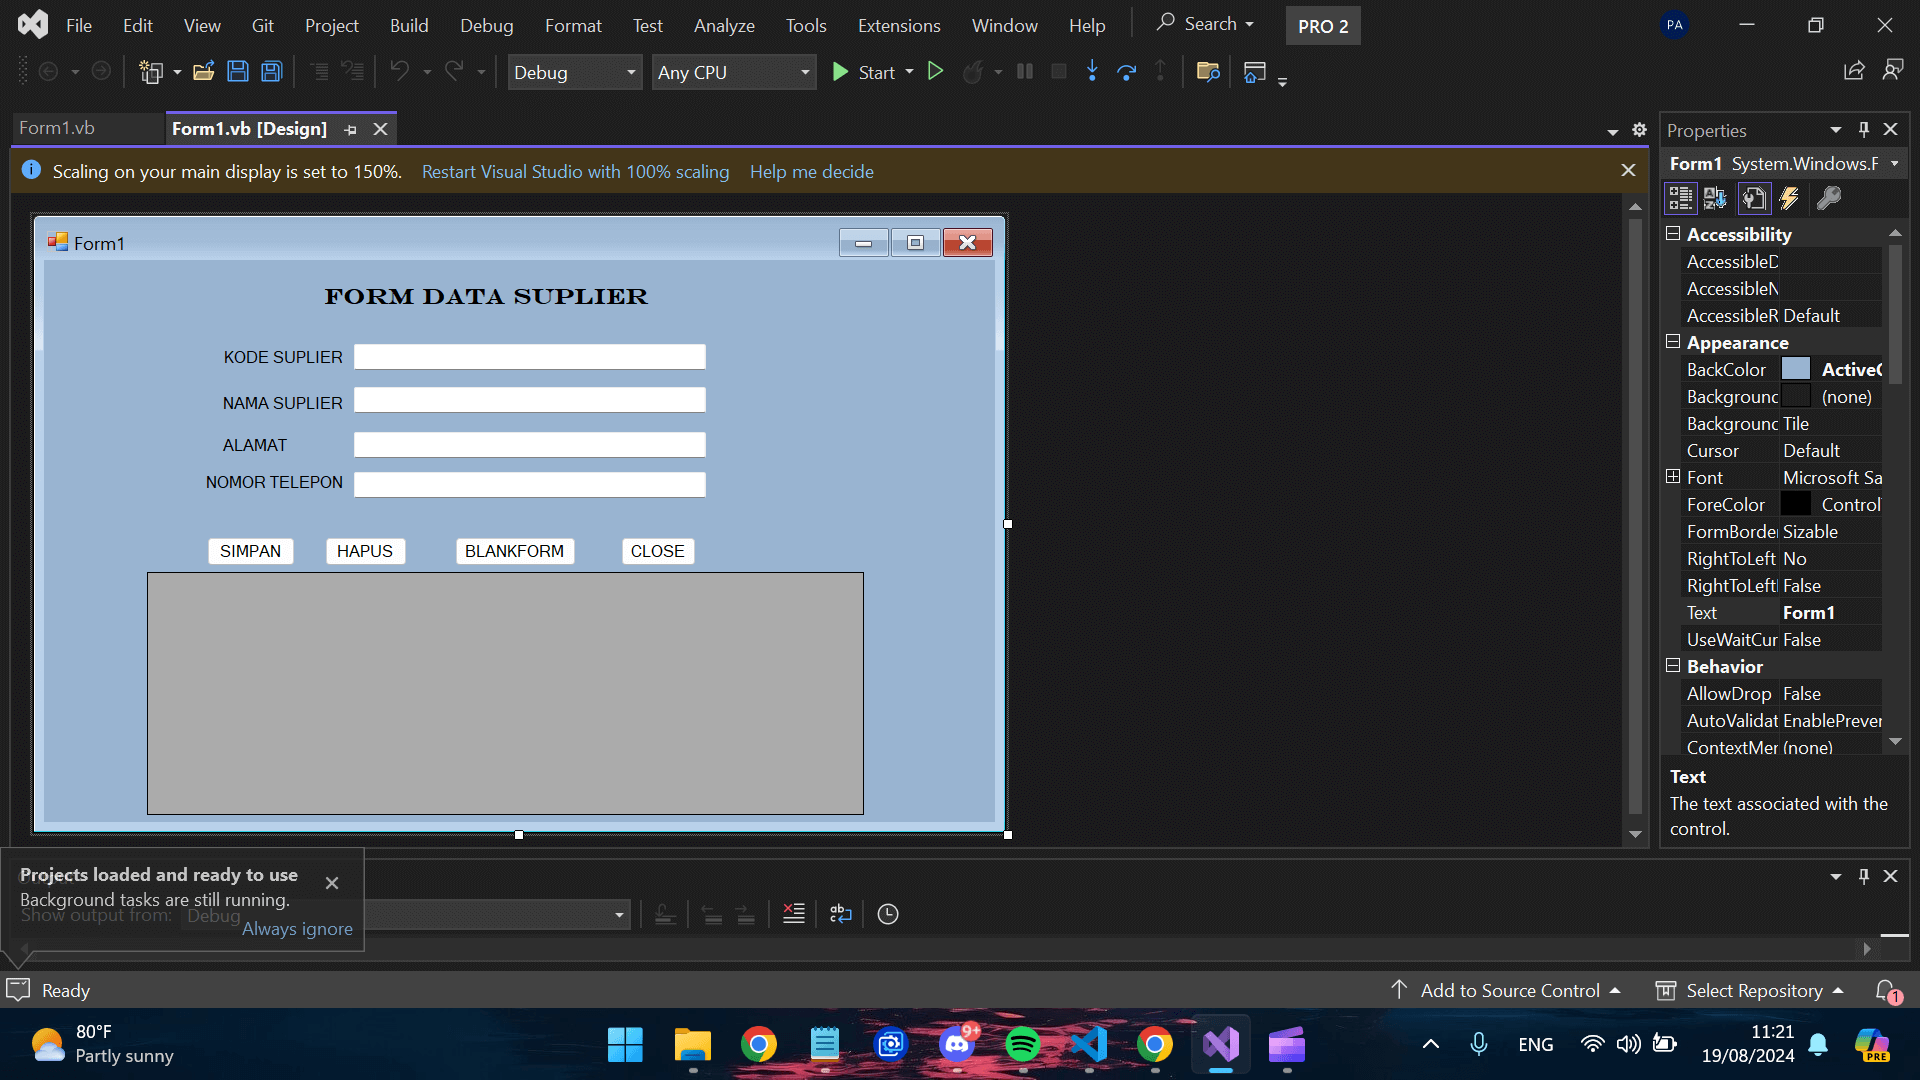 File Edit View Git Project Build Debug Format Test Analyze Tools Extensions Window Help Search PRO 2 PA
Debug Any CPU Start
Form1.vb Form1.vb [Design] Properties
Scaling on your main display is set to 150%. Restart Visual Studio with 100% scaling Help me decide
Form1 System.Windows.F
Form1
FORM DATA SUPLIER
KODE SUPLIER
NAMA SUPLIER
ALAMAT
NOMOR TELEPON
SIMPAN HAPUS BLANKFORM CLOSE
Accessibility
AccessibleD
AccessibleN
AccessibleR Default
Appearance
BackColor ActiveC
Background (none)
Background Tile
Cursor Default
Font Microsoft Sa
ForeColor Control
FormBorder Sizable
RightToLeft No
RightToLeft False
Text Form1
UseWaitCur False
Behavior
AllowDrop False
AutoValidat EnablePrever
ContextMer (none)
Text
The text associated with the
control.
Projects loaded and ready to use
Background tasks are still running.
Show output from: Debug
Always ignore
Ready Add to Source Control Select Repository 1
80°F
Partly sunny
9+
ENG
11:21
19/08/2024
PRE